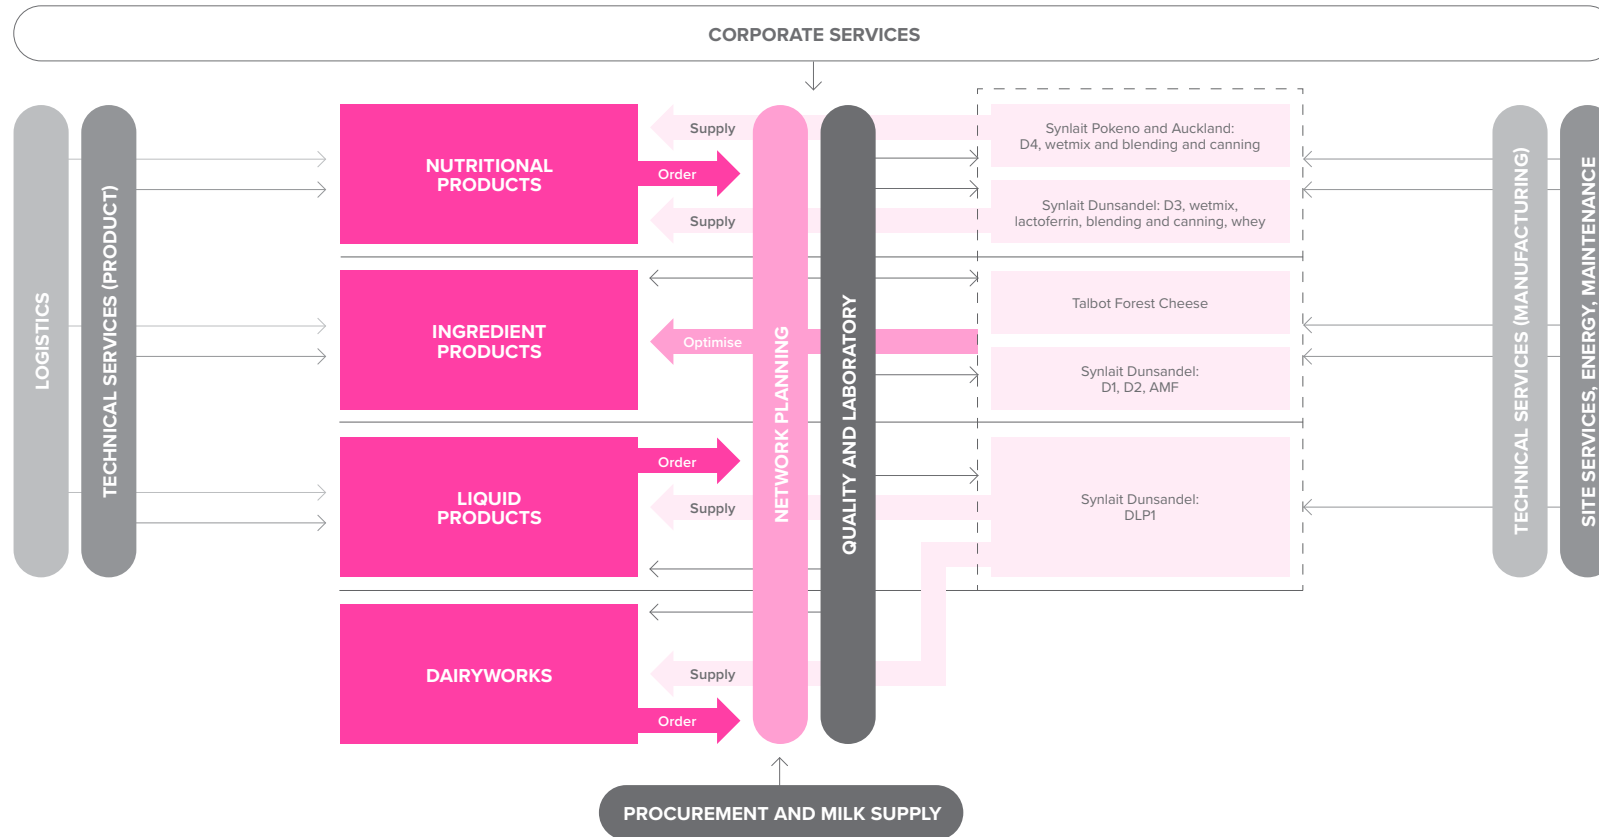 CORPORATE SERVICES
LOGISTICS
TECHNICAL SERVICES (PRODUCT)
NUTRITIONAL
PRODUCTS
Supply
Order
Supply
INGREDIENT
PRODUCTS
Optimise
LIQUID
PRODUCTS
Order
Supply
DAIRYWORKS
Supply
Order
NETWORK PLANNING
QUALITY AND LABORATORY
Synlait Pokeno and Auckland:
D4, wetmix and blending and canning
Synlait Dunsandel: D3, wetmix,
lactoferrin, blending and canning, whey
Talbot Forest Cheese
Synlait Dunsandel:
D1, D2, AMF
Synlait Dunsandel:
DLP1
TECHNICAL SERVICES (MANUFACTURING)
SITE SERVICES, ENERGY, MAINTENANCE
PROCUREMENT AND MILK SUPPLY